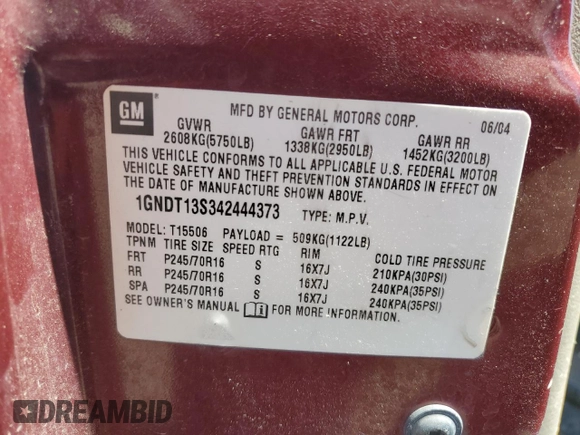 GM
®
MFD BY GENERAL MOTORS CORP. 06/04
GVWR GAWR FRT GAWR RR
2608KG(5750LB) 1338KG(2950LB) 1452KG(3200LB)
THIS VEHICLE CONFORMS TO ALL APPLICABLE U.S. FEDERAL MOTOR
VEHICLE SAFETY AND THEFT PREVENTION STANDARDS IN EFFECT ON
THE DATE OF MANUFACTURE SHOWN ABOVE.
1GNDT13S342444373 TYPE: M.P.V.
MODEL: T15506 PAYLOAD = 509KG(1122LB)
TPNM TIRE SIZE SPEED RTG RIM COLD TIRE PRESSURE
FRT P245/70R16 S 16X7J 210KPA(30PSI)
RR P245/70R16 S 16X7J 240KPA(35PSI)
SPA P245/70R16 S 16X7J 240KPA(35PSI)
SEE OWNER'S MANUAL FOR MORE INFORMATION.
DREAMBID